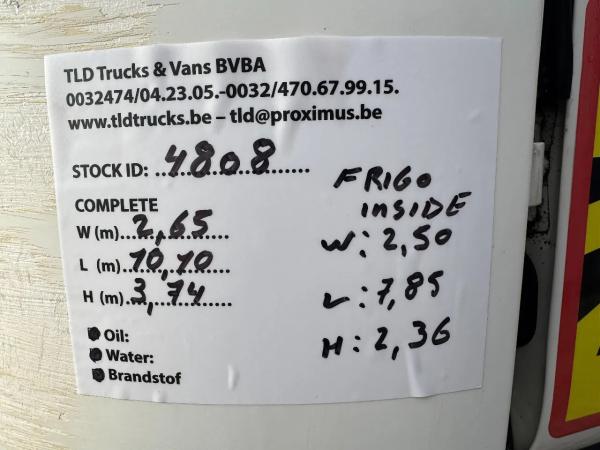 TLD Trucks & Vans BVBA
0032474/04.23.05.-0032/470.67.99.15.
www.tldtrucks.be – tld@proximus.be
STOCK ID: 4808
COMPLETE
W (m) 2,65
L (m) 10,10
H (m) 3,74
Oil:
Water:
Brandstof
FRIGO
INSIDE
W: 2,50
L: 7,85
H: 2,36